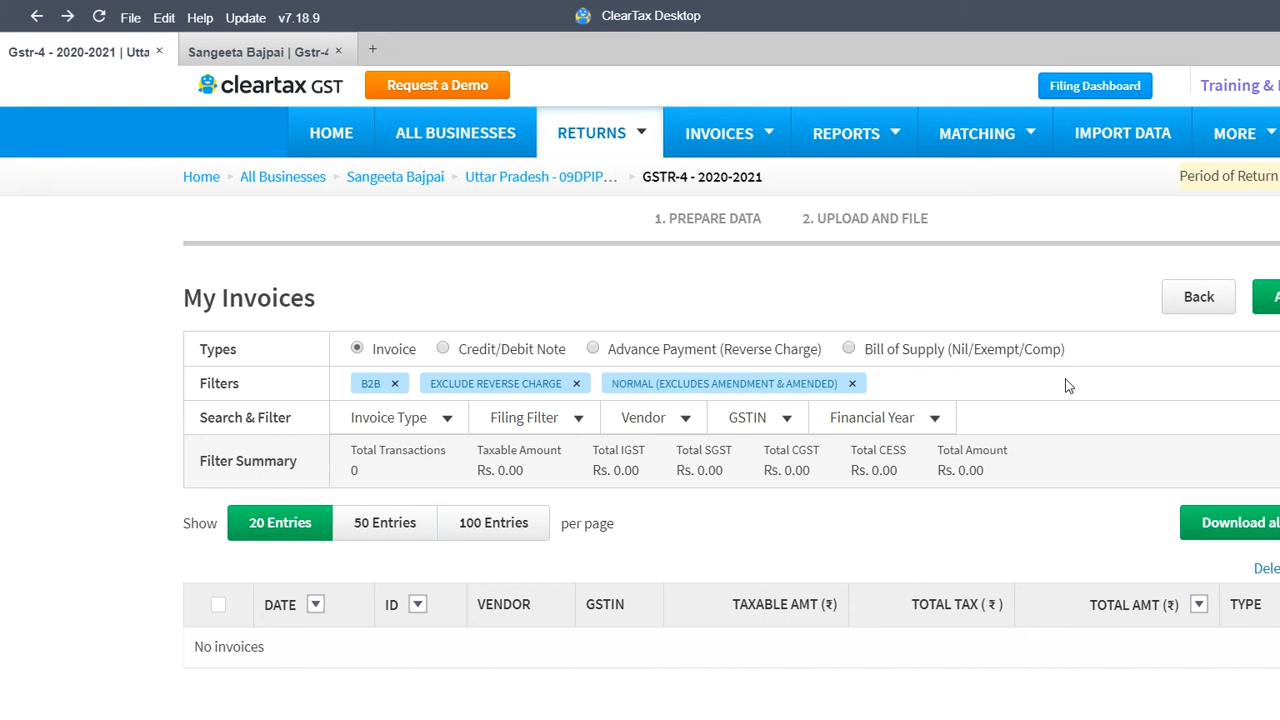 File Edit Help Update v7.18.9 ClearTax Desktop
Gstr-4 - 2020-2021 | Utta × Sangeeta Bajpai | Gstr-4 × +
cleartax GST Request a Demo Filing Dashboard Training &
HOME ALL BUSINESSES RETURNS INVOICES REPORTS MATCHING IMPORT DATA MORE
Home All Businesses Sangeeta Bajpai Uttar Pradesh - 09DPIP... GSTR-4 - 2020-2021 Period of Return
1. PREPARE DATA 2. UPLOAD AND FILE
My Invoices Back
Types Invoice Credit/Debit Note Advance Payment (Reverse Charge) Bill of Supply (Nil/Exempt/Comp)
Filters B2B × EXCLUDE REVERSE CHARGE × NORMAL (EXCLUDES AMENDMENT & AMENDED) ×
Search & Filter Invoice Type Filing Filter Vendor GSTIN Financial Year
Filter Summary
Total Transactions Taxable Amount Total IGST Total SGST Total CGST Total CESS Total Amount
0 Rs. 0.00 Rs. 0.00 Rs. 0.00 Rs. 0.00 Rs. 0.00 Rs. 0.00
Show 20 Entries 50 Entries 100 Entries per page Download al
Dele
DATE ID VENDOR GSTIN TAXABLE AMT (₹) TOTAL TAX ( ₹ ) TOTAL AMT (₹) TYPE
No invoices